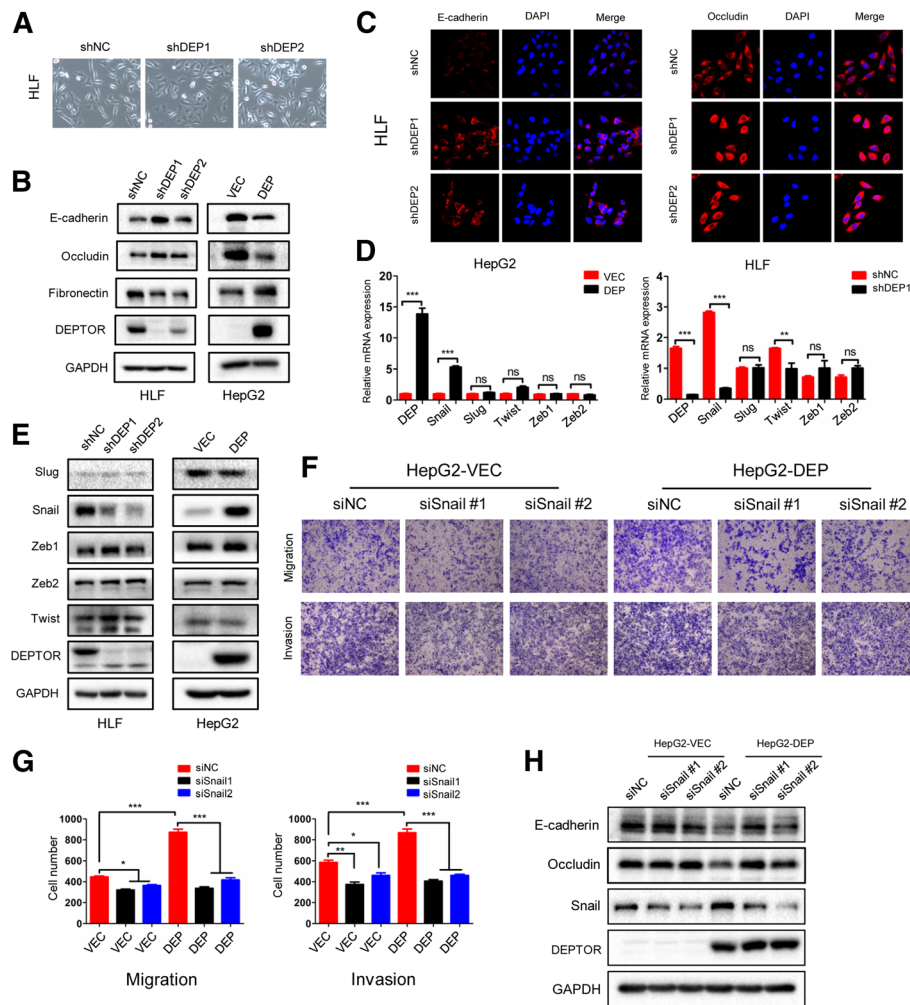 A
shNC shDEP1 shDEP2
HLF
B
shNC shDEP1 shDEP2 VEC DEP
E-cadherin
Occludin
Fibronectin
DEPTOR
GAPDH
HLF HepG2
C
E-cadherin DAPI Merge
Occludin DAPI Merge
HLF
shNC
shDEP1
shDEP2
shNC
shDEP1
shDEP2
D
HepG2
VEC
DEP
Relative mRNA expression
20
15
10
5
0
*** *** ns ns ns ns
DEP Snail Slug Twist Zeb1 Zeb2
HLF
shNC
shDEP1
Relative mRNA expression
4
3
2
1
0
*** *** ns ** ns ns
DEP Snail Slug Twist Zeb1 Zeb2
E
shNC shDEP1 shDEP2 VEC DEP
Slug
Snail
Zeb1
Zeb2
Twist
DEPTOR
GAPDH
HLF HepG2
F
HepG2-VEC HepG2-DEP
siNC siSnail #1 siSnail #2 siNC siSnail #1 siSnail #2
Migration
Invasion
G
siNC
siSnail1
siSnail2
Cell number
1000
800
600
400
200
0
*** * ***
VEC VEC VEC DEP DEP DEP
Migration
siNC
siSnail1
siSnail2
Cell number
1000
800
600
400
200
0
*** * ** ***
VEC VEC VEC DEP DEP DEP
Invasion
H
HepG2-VEC HepG2-DEP
siNC siSnail #1 siSnail #2 siNC siSnail #1 siSnail #2
E-cadherin
Occludin
Snail
DEPTOR
GAPDH